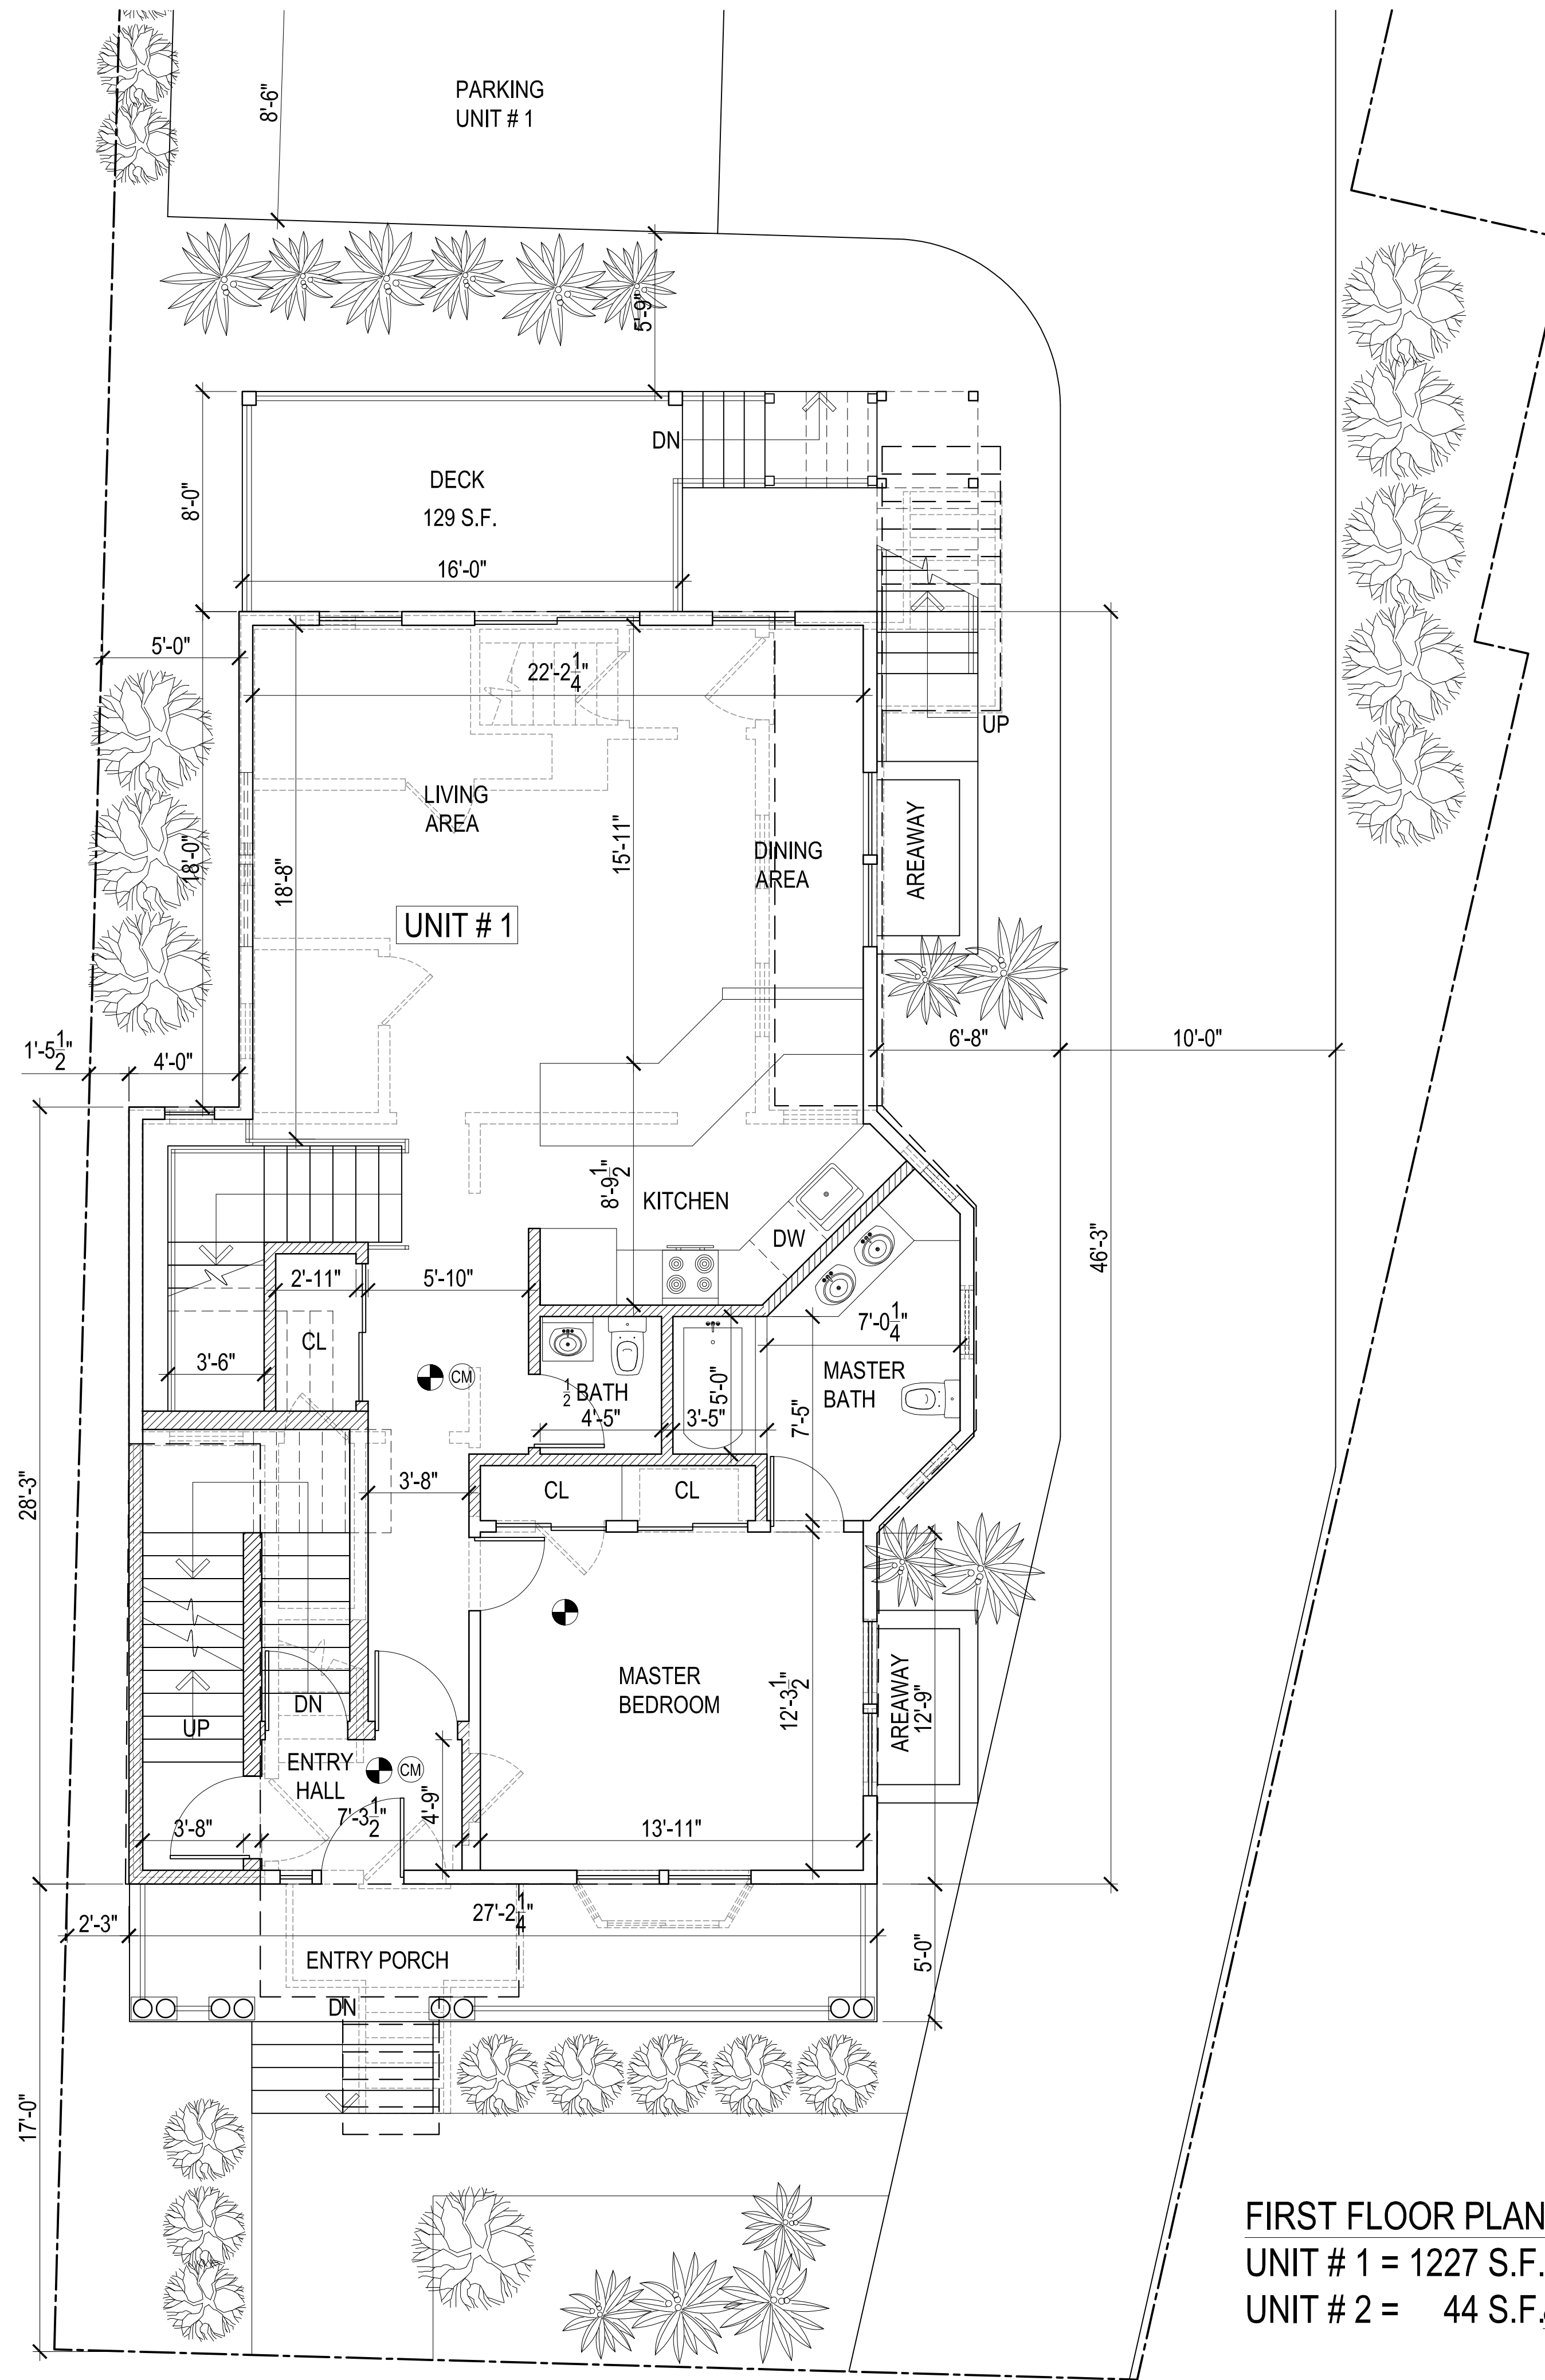 PARKING
UNIT # 1
8'-6"
5'-9"
DN
DECK
129 S.F.
8'-0"
16'-0"
5'-0"
22'-2 1/4"
UP
LIVING
AREA
15'-11"
DINING
AREA
AREAWAY
18'-0"
18'-8"
UNIT # 1
6'-8"
10'-0"
1'-5 1/2"
4'-0"
8'-9 1/2"
KITCHEN
DW
46'-3"
2'-11"
5'-10"
CL
3'-6"
7'-0 1/4"
MASTER
BATH
CM
1/2 BATH
4'-5"
3'-5"
5'-0"
7'-5"
3'-8"
CL
CL
28'-3"
MASTER
BEDROOM
12'-3 1/2"
AREAWAY
12'-9"
DN
UP
ENTRY
HALL
CM
4'-9"
3'-8"
7'-3 1/2"
13'-11"
2'-3"
27'-2 1/4"
ENTRY PORCH
5'-0"
DN
17'-0"
FIRST FLOOR PLAN
UNIT # 1 = 1227 S.F.
UNIT # 2 = 44 S.F.